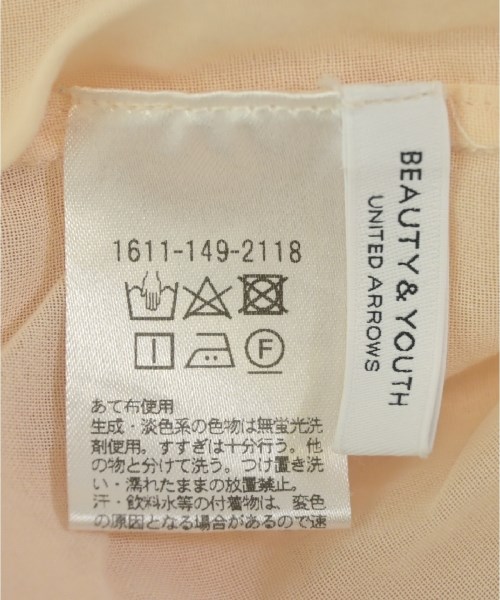 1611-149-2118
F
あて布使用
生成・淡色系の色物は無蛍光洗
剤使用。すすぎは十分行う。他
の物と分けて洗う。つけ置き洗
い・濡れたままの放置禁止。
汗・飲料水等の付着物は、変色
の原因となる場合があるので速
BEAUTY & YOUTH
UNITED ARROWS